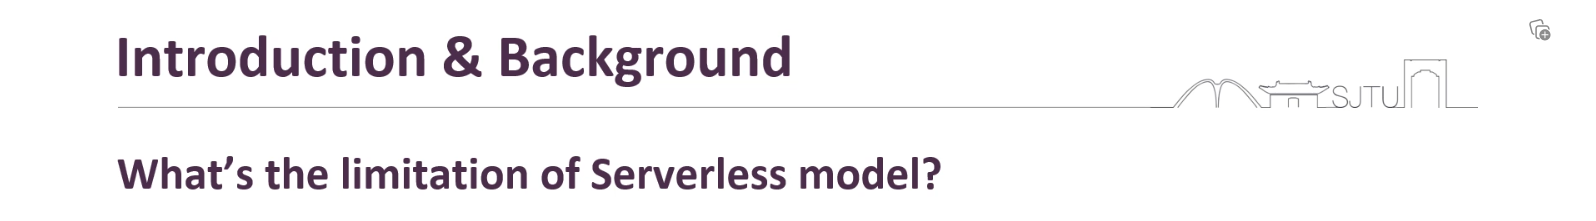 Introduction & Background
SJTU
What's the limitation of Serverless model?